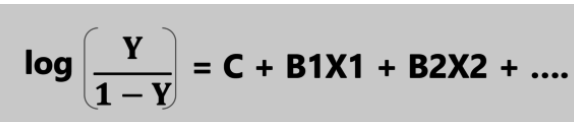 log (Y / 1 − Y) = C + B1X1 + B2X2 + ....